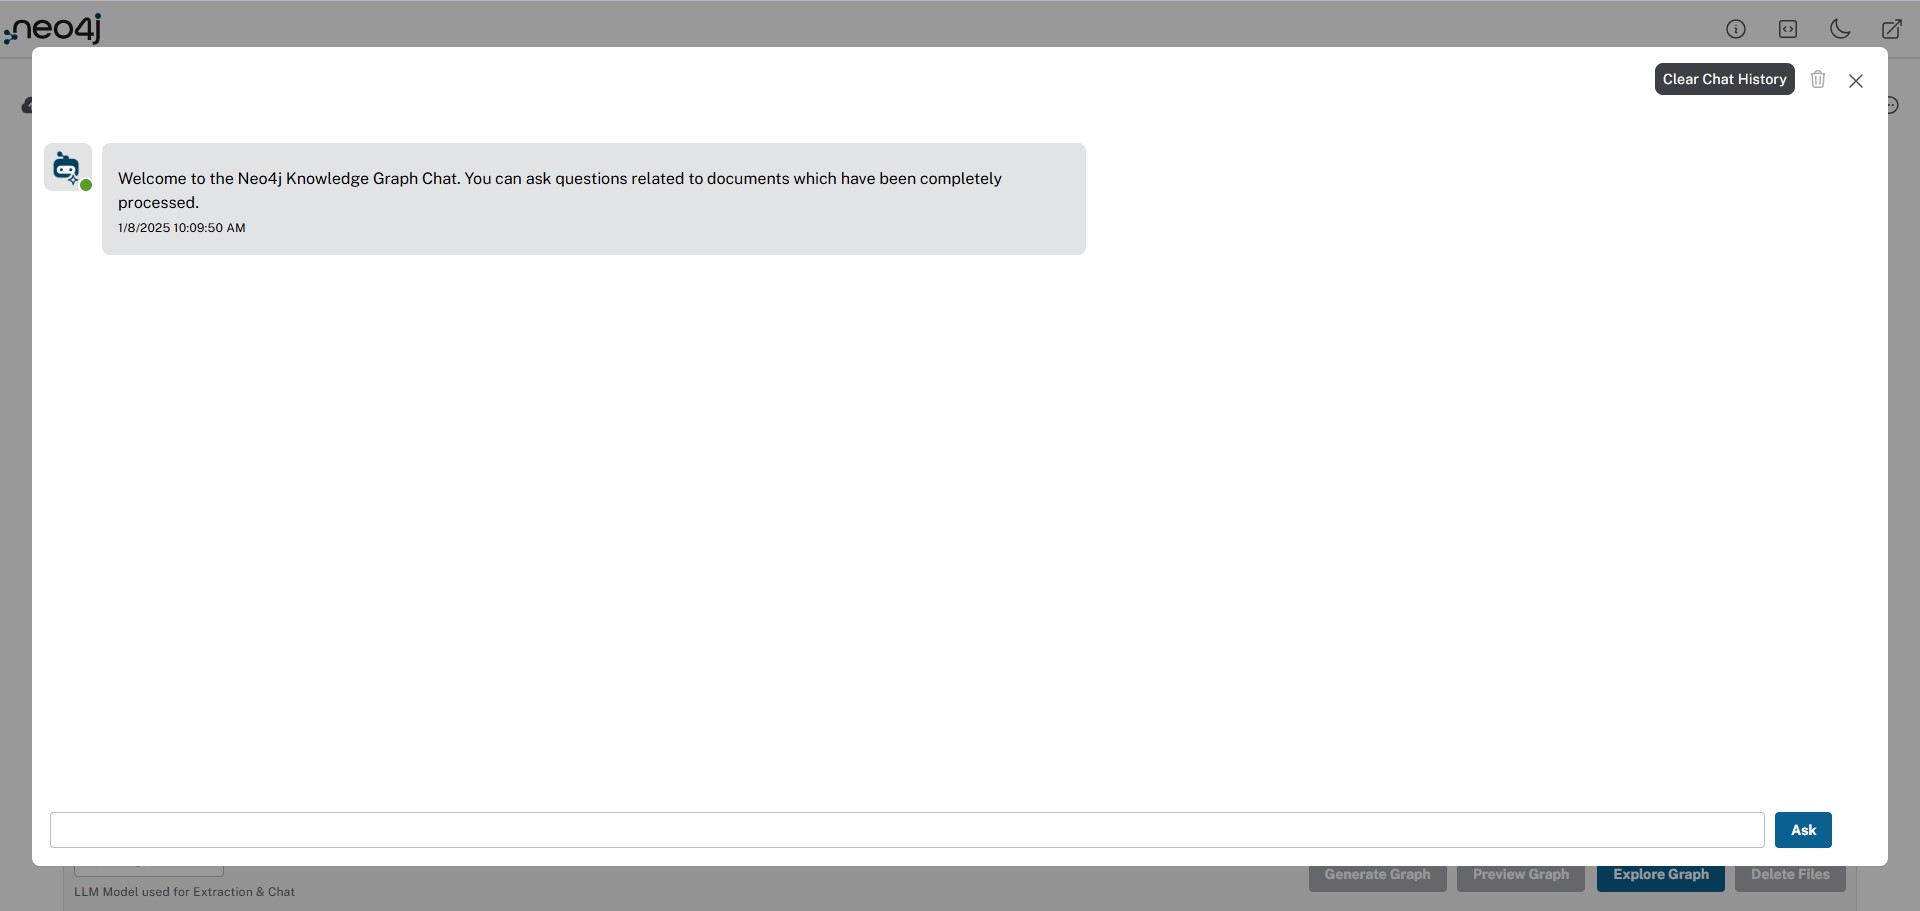 neo4j
Clear Chat History
Welcome to the Neo4j Knowledge Graph Chat. You can ask questions related to documents which have been completely
processed.
1/8/2025 10:09:50 AM
Ask
Generate Graph
Preview Graph
Explore Graph
Delete Files
LLM Model used for Extraction & Chat